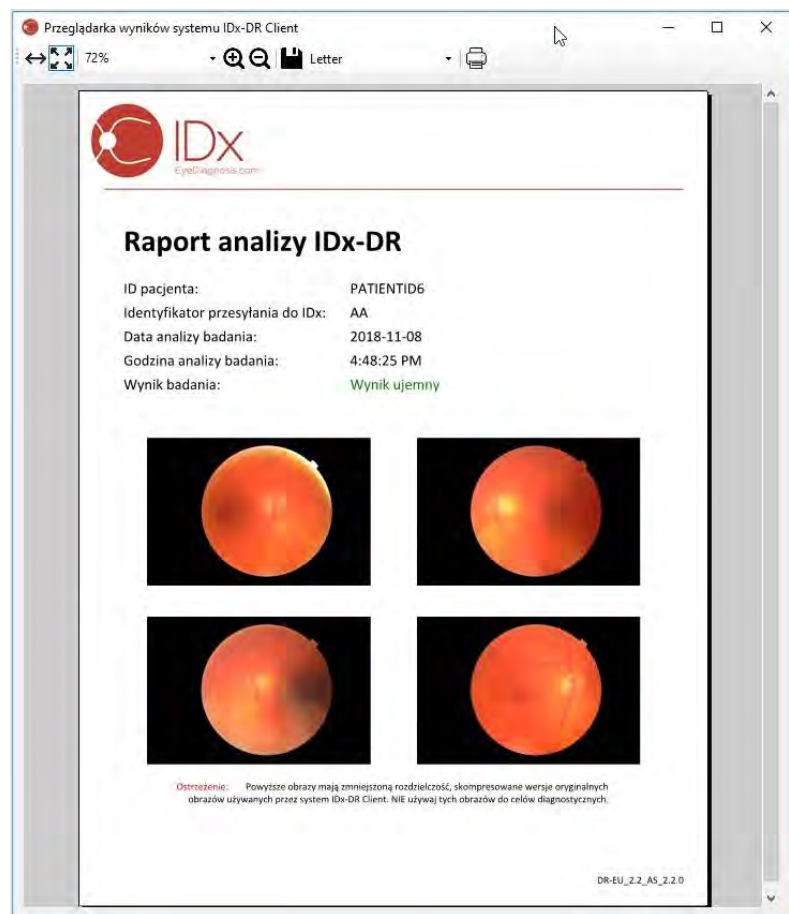 Przeglądarka wyników systemu IDx-DR Client
72%
Letter
IDx
EyeDiagnosis.com
Raport analizy IDx-DR
ID pacjenta: PATIENTID6
Identyfikator przesyłania do IDx: AA
Data analizy badania: 2018-11-08
Godzina analizy badania: 4:48:25 PM
Wynik badania: Wynik ujemny
Ostrzeżenie: Powyższe obrazy mają zmniejszoną rozdzielczość, skompresowane wersje oryginalnych
obrazów używanych przez system IDx-DR Client. NIE używaj tych obrazów do celów diagnostycznych.
DR-EU_2.2_AS_2.2.0